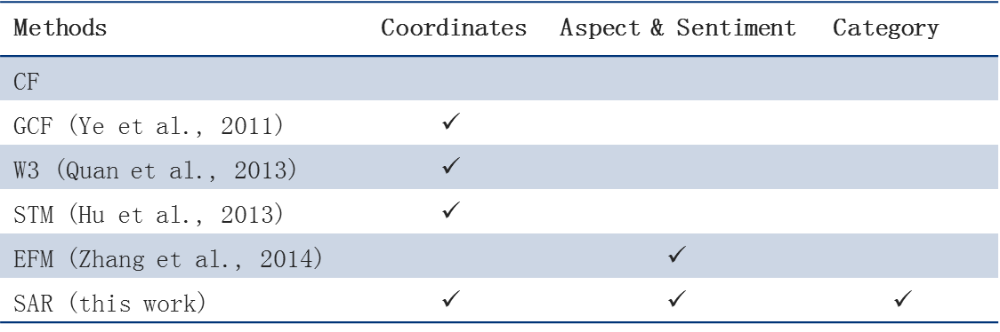 Methods Coordinates Aspect & Sentiment Category
CF
GCF (Ye et al., 2011) ✓
W3 (Quan et al., 2013) ✓
STM (Hu et al., 2013) ✓
EFM (Zhang et al., 2014) ✓
SAR (this work) ✓ ✓ ✓